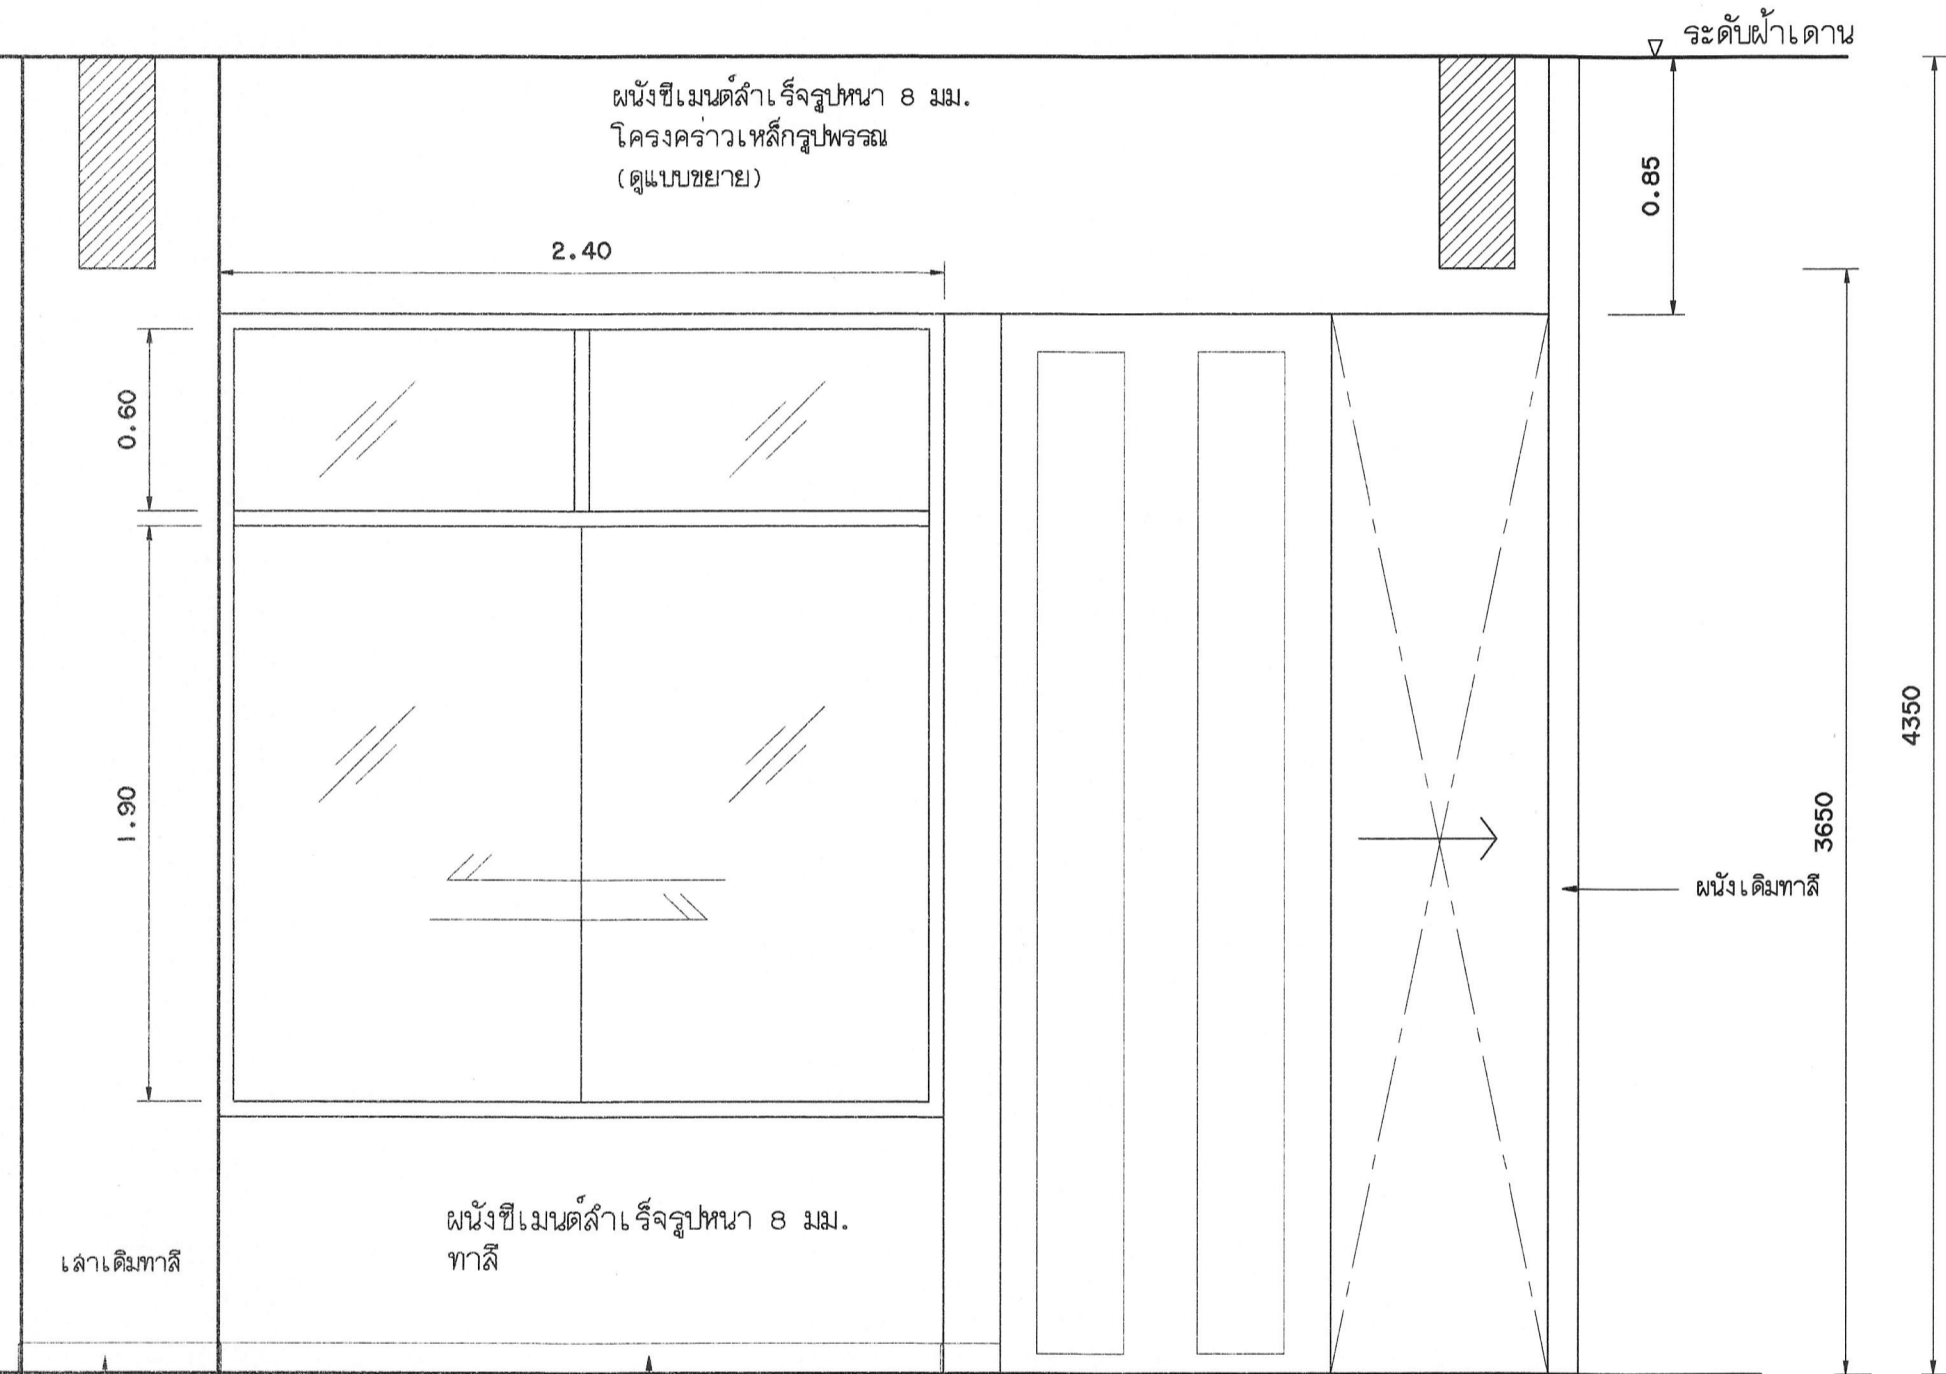 ระดับฝ้าเดาน
ผนังซีเมนต์สำเร็จรูปหนา 8 มม.
โครงคร่าวเหล็กรูปพรรณ
(ดูแบบขยาย)
0.85
2.40
0.60
4350
1.90
3650
ผนังเดิมทาสี
ผนังซีเมนต์สำเร็จรูปหนา 8 มม.
ทาสี
เสาเดิมทาสี